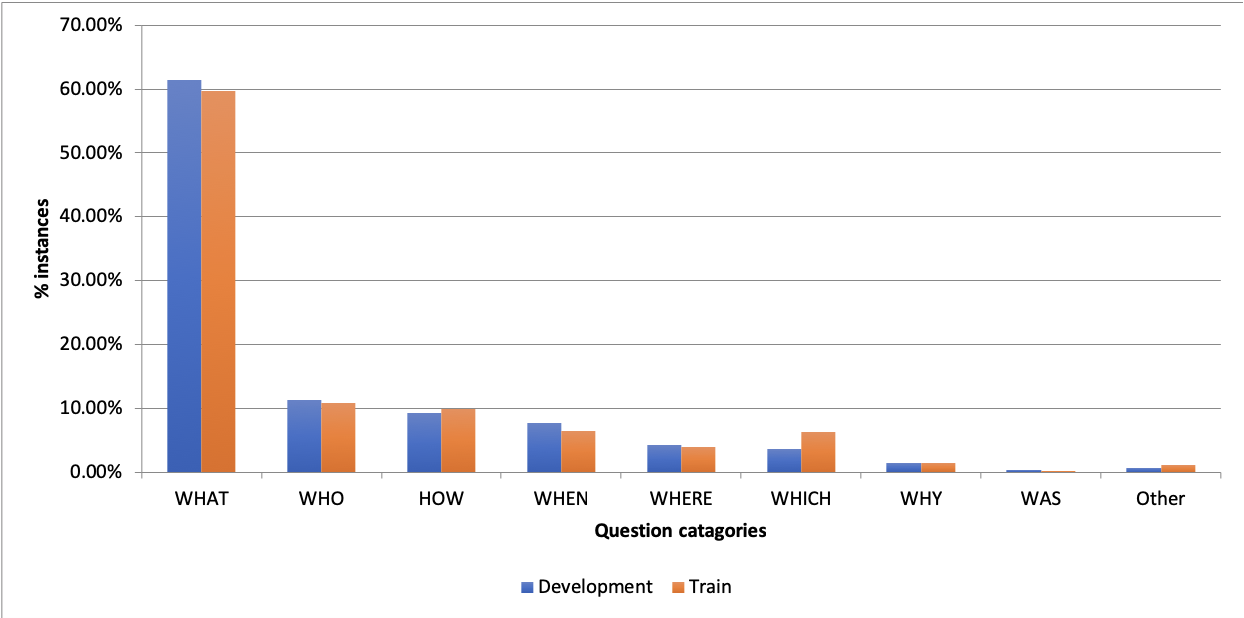 70.00%
60.00%
50.00%
40.00%
30.00%
20.00%
10.00%
0.00%
% instances
WHAT WHO HOW WHEN WHERE WHICH WHY WAS Other
Question catagories
Development Train